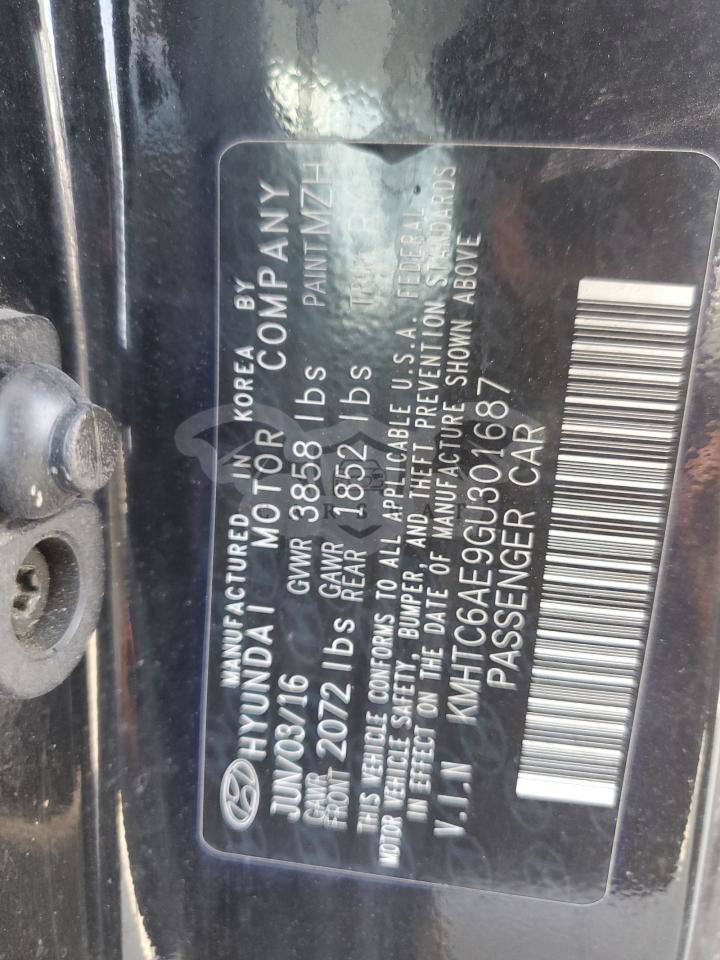 MANUFACTURED IN KOREA BY
HYUNDAI MOTOR COMPANY
JUN/03/16 GVWR 3858 lbs PAINT MZH
GAWR FRONT 2072 lbs GAWR REAR 1852 lbs TRIM R
THIS VEHICLE CONFORMS TO ALL APPLICABLE U.S.A. FEDERAL
MOTOR VEHICLE SAFETY, BUMPER, AND THEFT PREVENTION STANDARDS
IN EFFECT ON THE DATE OF MANUFACTURE SHOWN ABOVE
V.I.N KMHTC6AE9GU301687
PASSENGER CAR